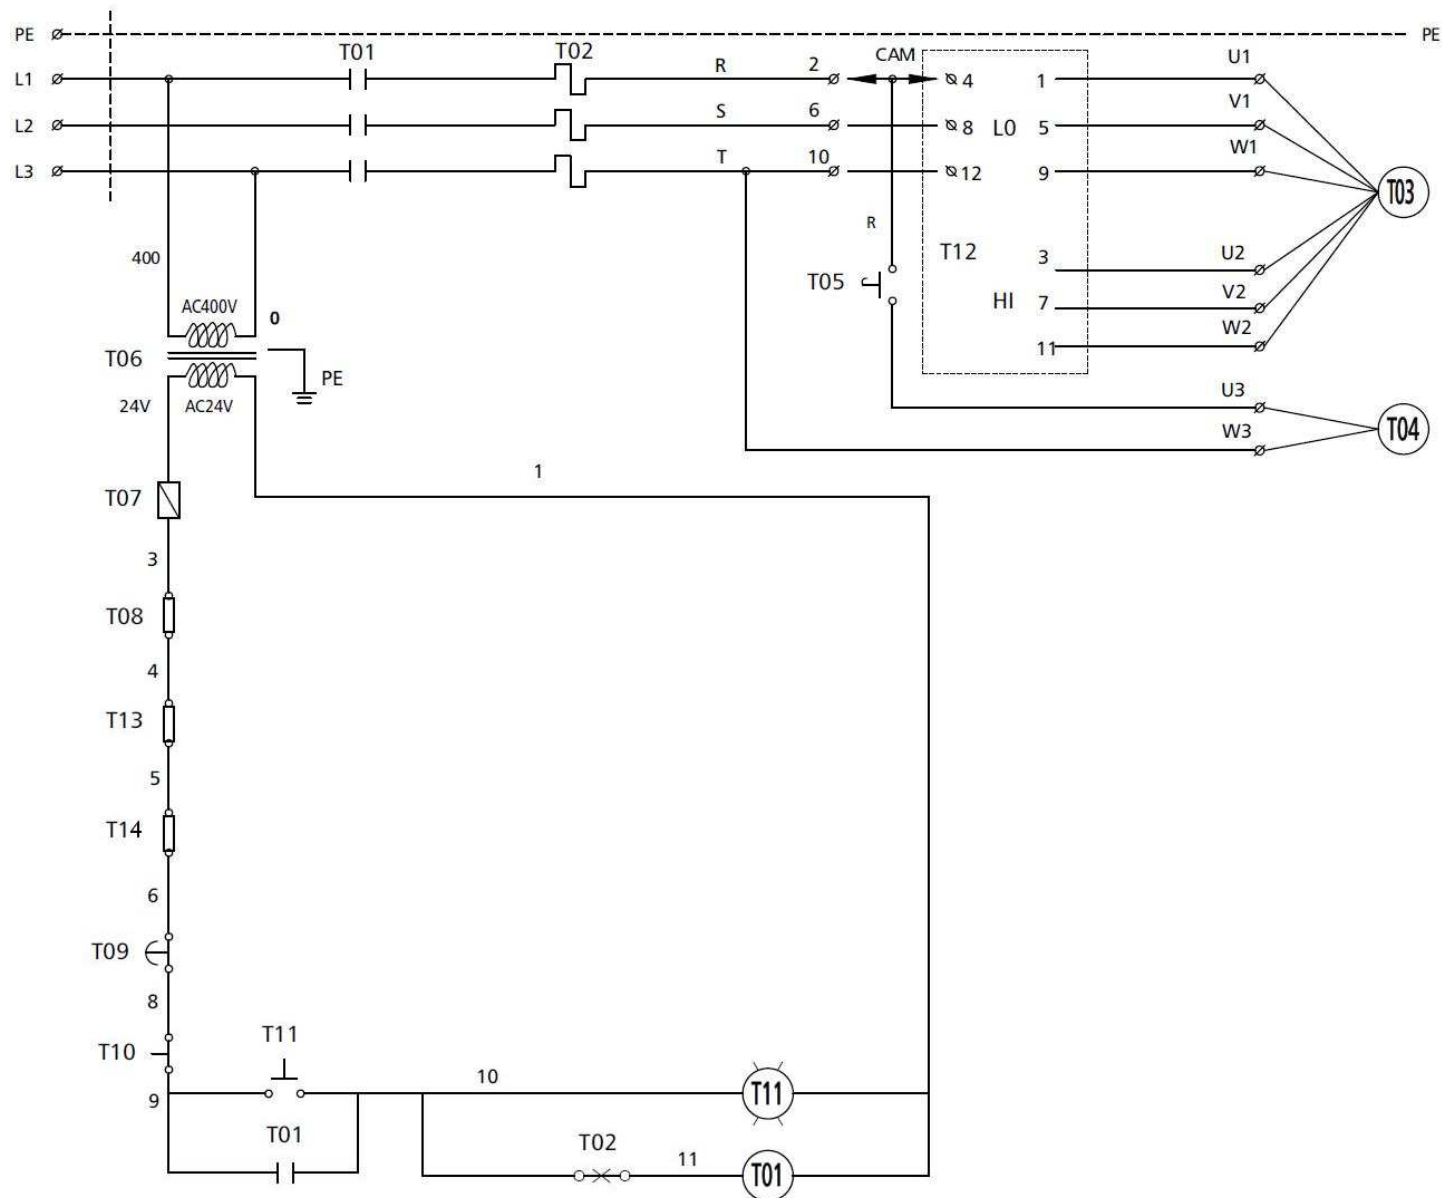 PE PE
T01 T02 CAM U1
L1 R 2 4 1
V1
L2 S 6 8 LO 5
W1
L3 T 10 12 9
T03
R
400 T12 3 U2
T05
AC400V 0 HI 7 V2
W2
T06 11
PE
24V AC24V U3
T04
W3
1
T07
3
T08
4
T13
5
T14
6
T09
8
T11
T10
10
9 T11
T01 T02 11
T01